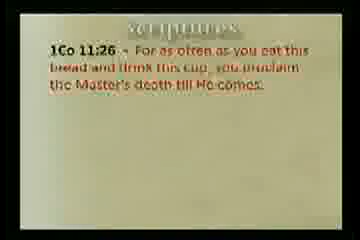 Scriptures
1Co 11:26 - For as often as you eat this
bread and drink this cup, you proclaim
the Master's death till He comes.